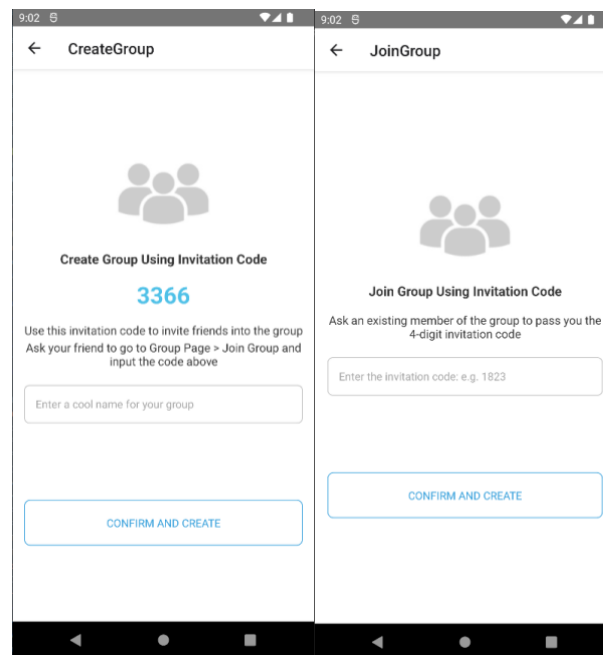 9:02
CreateGroup
Create Group Using Invitation Code
3366
Use this invitation code to invite friends into the group
Ask your friend to go to Group Page > Join Group and
input the code above
Enter a cool name for your group
CONFIRM AND CREATE
9:02
JoinGroup
Join Group Using Invitation Code
Ask an existing member of the group to pass you the
4-digit invitation code
Enter the invitation code: e.g. 1823
CONFIRM AND CREATE